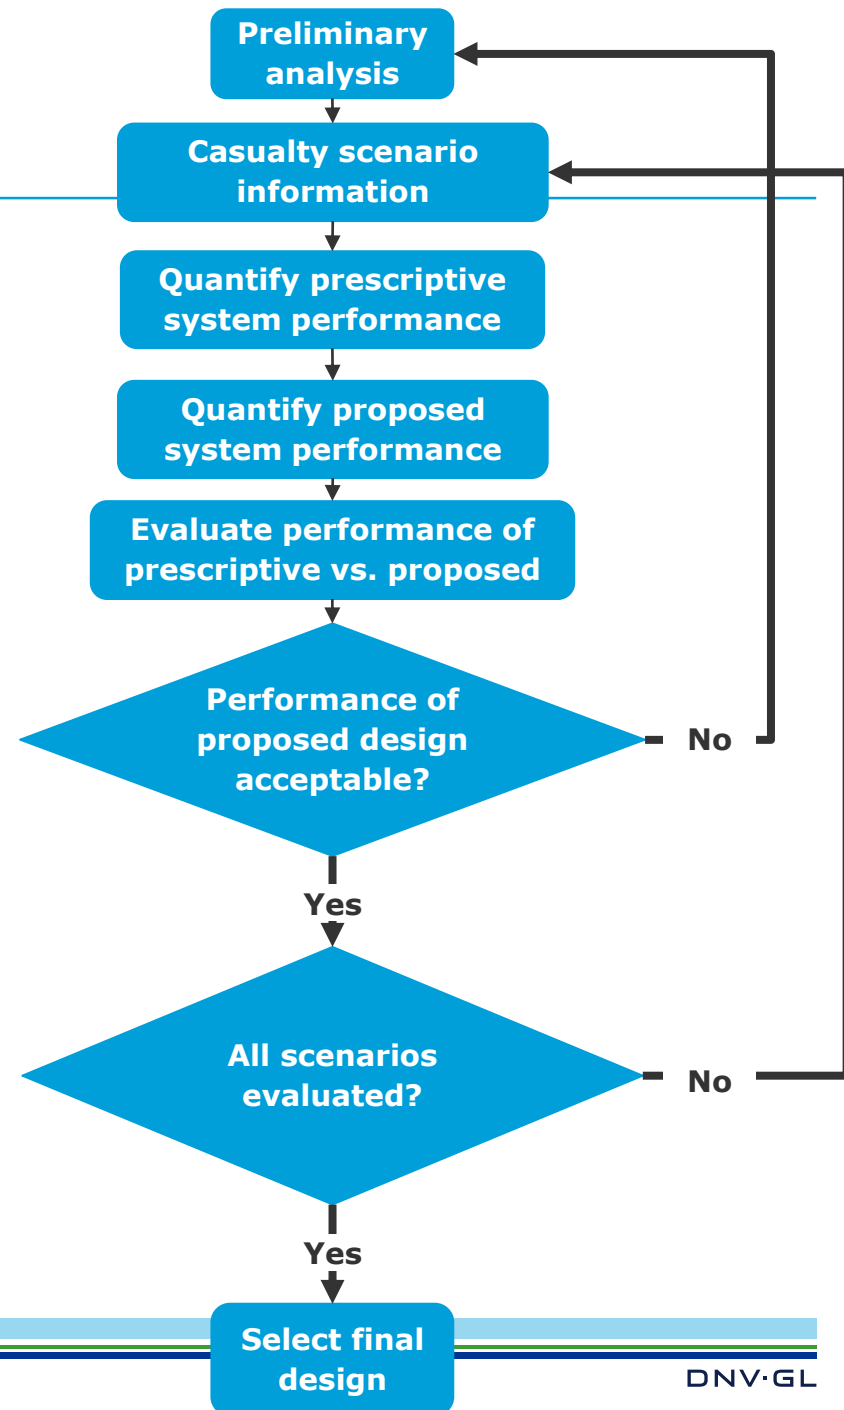 Preliminary
analysis
Casualty scenario
information
Quantify prescriptive
system performance
Quantify proposed
system performance
Evaluate performance of
prescriptive vs. proposed
Performance of
proposed design
acceptable?
No
Yes
All scenarios
evaluated?
No
Yes
Select final
design
DNV·GL